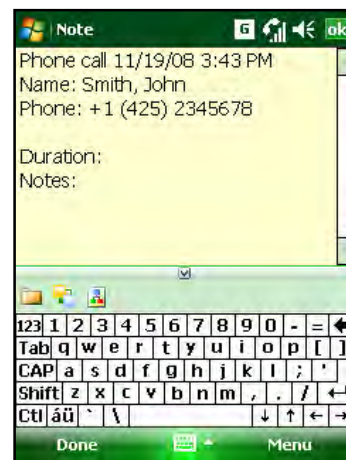 Note G ok
Phone call 11/19/08 3:43 PM
Name: Smith, John
Phone: +1 (425) 2345678
Duration:
Notes:
123 1 2 3 4 5 6 7 8 9 0 - =
Tab q w e r t y u i o p [ ]
CAP a s d f g h j k l ; '
Shift z x c v b n m , . /
Ctl áü ` \
Done Menu